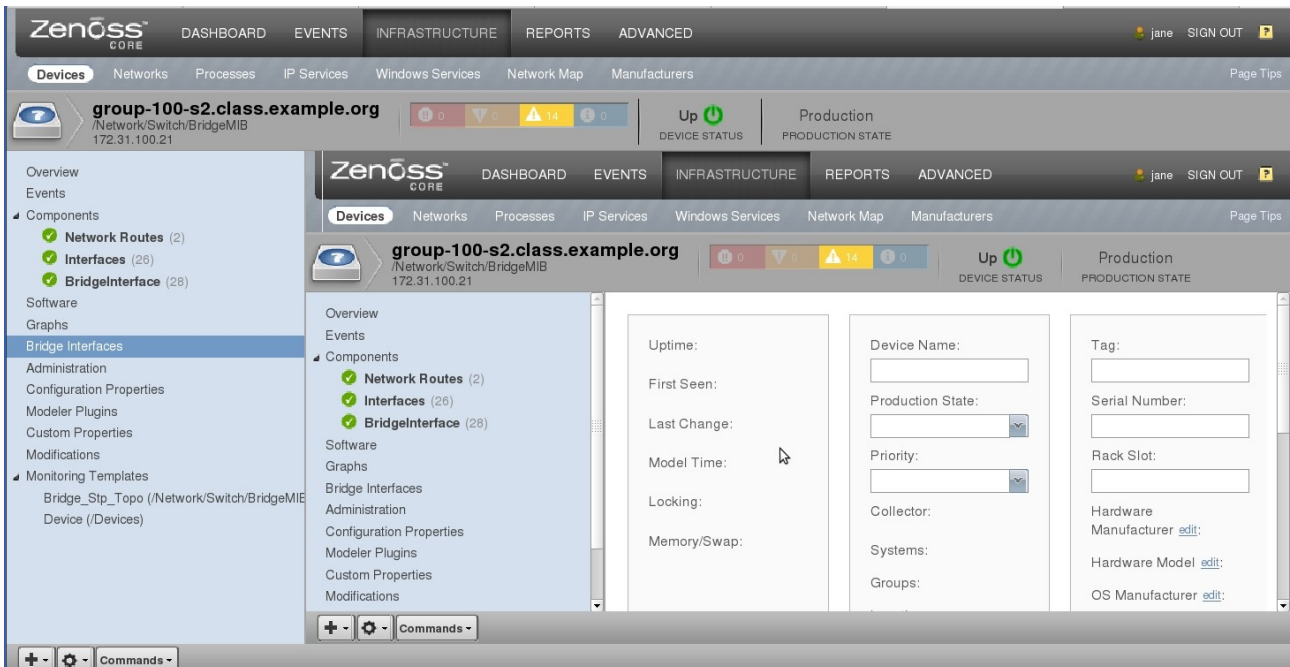 Zenōss™
CORE
DASHBOARD EVENTS INFRASTRUCTURE REPORTS ADVANCED
jane SIGN OUT ?
Devices Networks Processes IP Services Windows Services Network Map Manufacturers
Page Tips
?
group-100-s2.class.example.org
/Network/Switch/BridgeMIB
172.31.100.21
0 0 14 0
Up
DEVICE STATUS
Production
PRODUCTION STATE
Overview
Events
Components
Network Routes (2)
Interfaces (26)
BridgeInterface (28)
Software
Graphs
Bridge Interfaces
Administration
Configuration Properties
Modeler Plugins
Custom Properties
Modifications
Monitoring Templates
Bridge_Stp_Topo (/Network/Switch/BridgeMIB
Device (/Devices)
Zenōss™
CORE
DASHBOARD EVENTS INFRASTRUCTURE REPORTS ADVANCED
jane SIGN OUT ?
Devices Networks Processes IP Services Windows Services Network Map Manufacturers
Page Tips
?
group-100-s2.class.example.org
/Network/Switch/BridgeMIB
172.31.100.21
0 0 14 0
Up
DEVICE STATUS
Production
PRODUCTION STATE
Overview
Events
Components
Network Routes (2)
Interfaces (26)
BridgeInterface (28)
Software
Graphs
Bridge Interfaces
Administration
Configuration Properties
Modeler Plugins
Custom Properties
Modifications
Uptime:
First Seen:
Last Change:
Model Time:
Locking:
Memory/Swap:
Device Name:
Production State:
Priority:
Collector:
Systems:
Groups:
Tag:
Serial Number:
Rack Slot:
Hardware
Manufacturer edit:
Hardware Model edit:
OS Manufacturer edit:
Commands
Commands